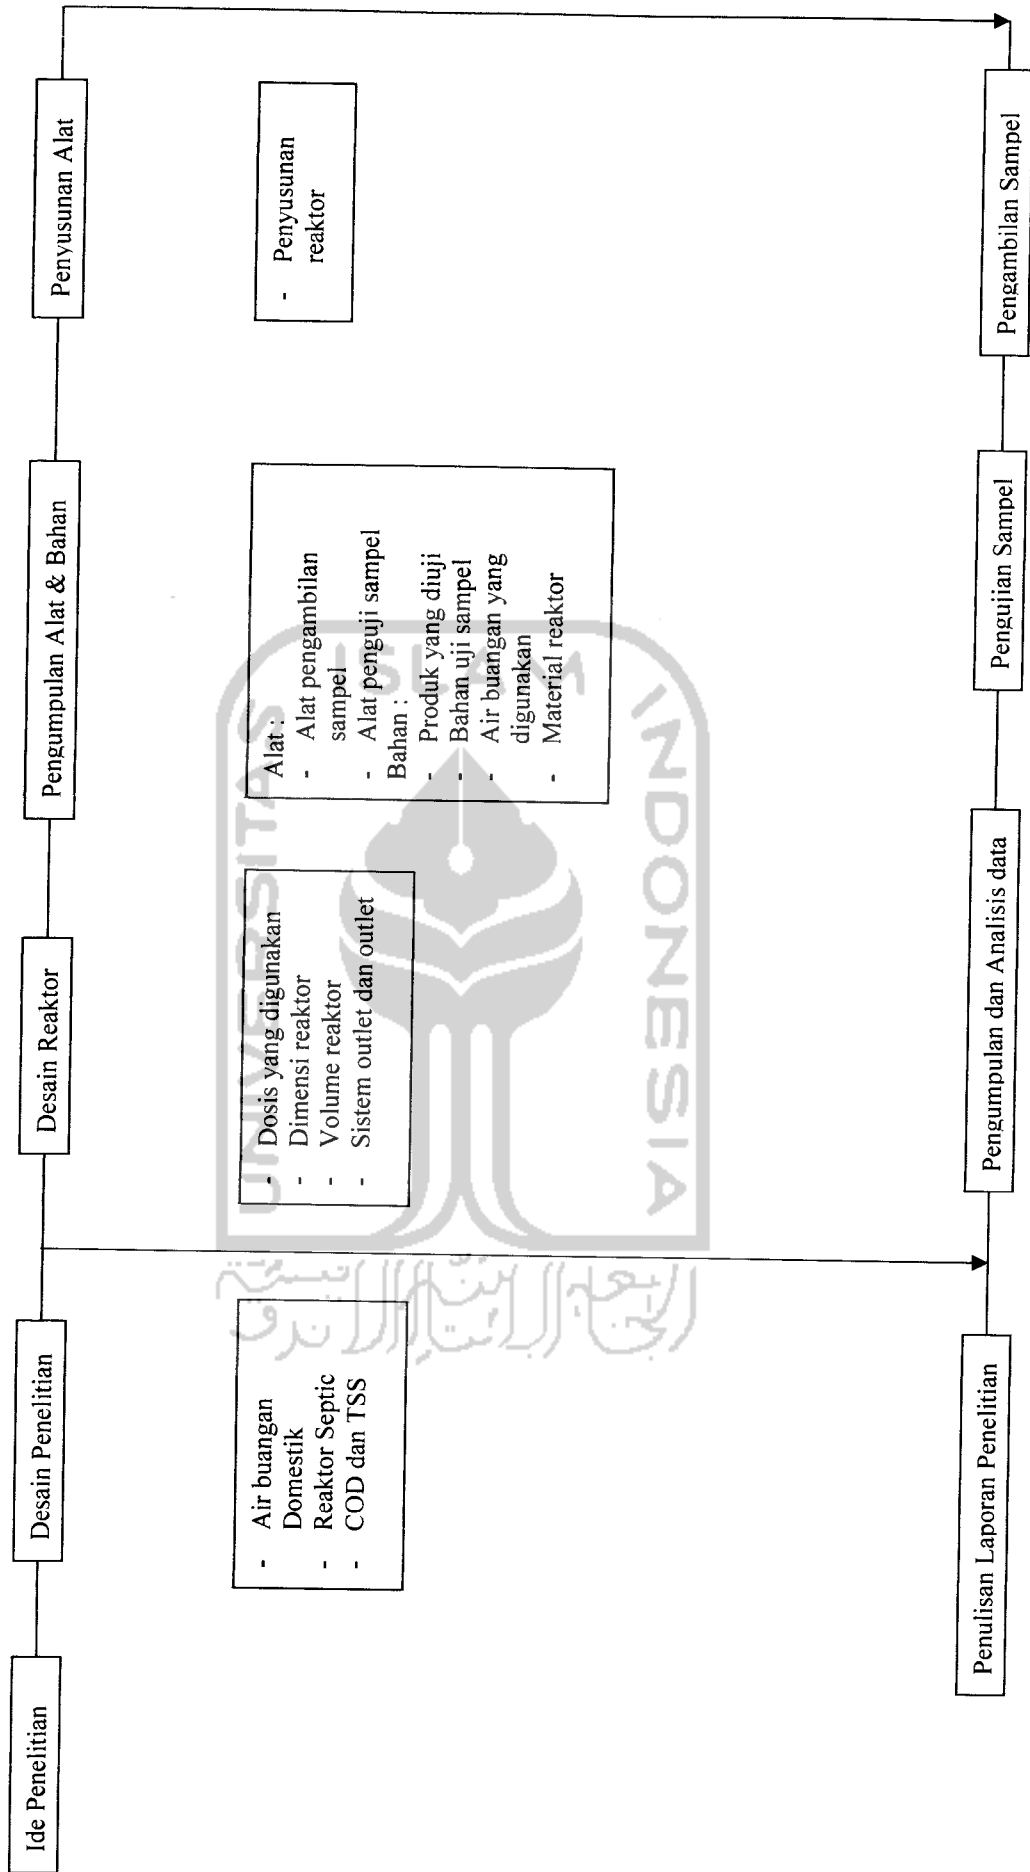 Ide Penelitian
Desain Penelitian
Desain Reaktor
Pengumpulan Alat & Bahan
Penyusunan Alat
- Air buangan
Domestik
- Reaktor Septic
- COD dan TSS
- Dosis yang digunakan
- Dimensi reaktor
- Volume reaktor
- Sistem outlet dan outlet
Alat :
- Alat pengambilan
sampel
- Alat penguji sampel
Bahan :
- Produk yang diuji
- Bahan uji sampel
- Air buangan yang
digunakan
- Material reaktor
- Penyusunan
reaktor
Penulisan Laporan Penelitian
Pengumpulan dan Analisis data
Pengujian Sampel
Pengambilan Sampel
UNIVERSITAS
ISLAM
INDONESIA